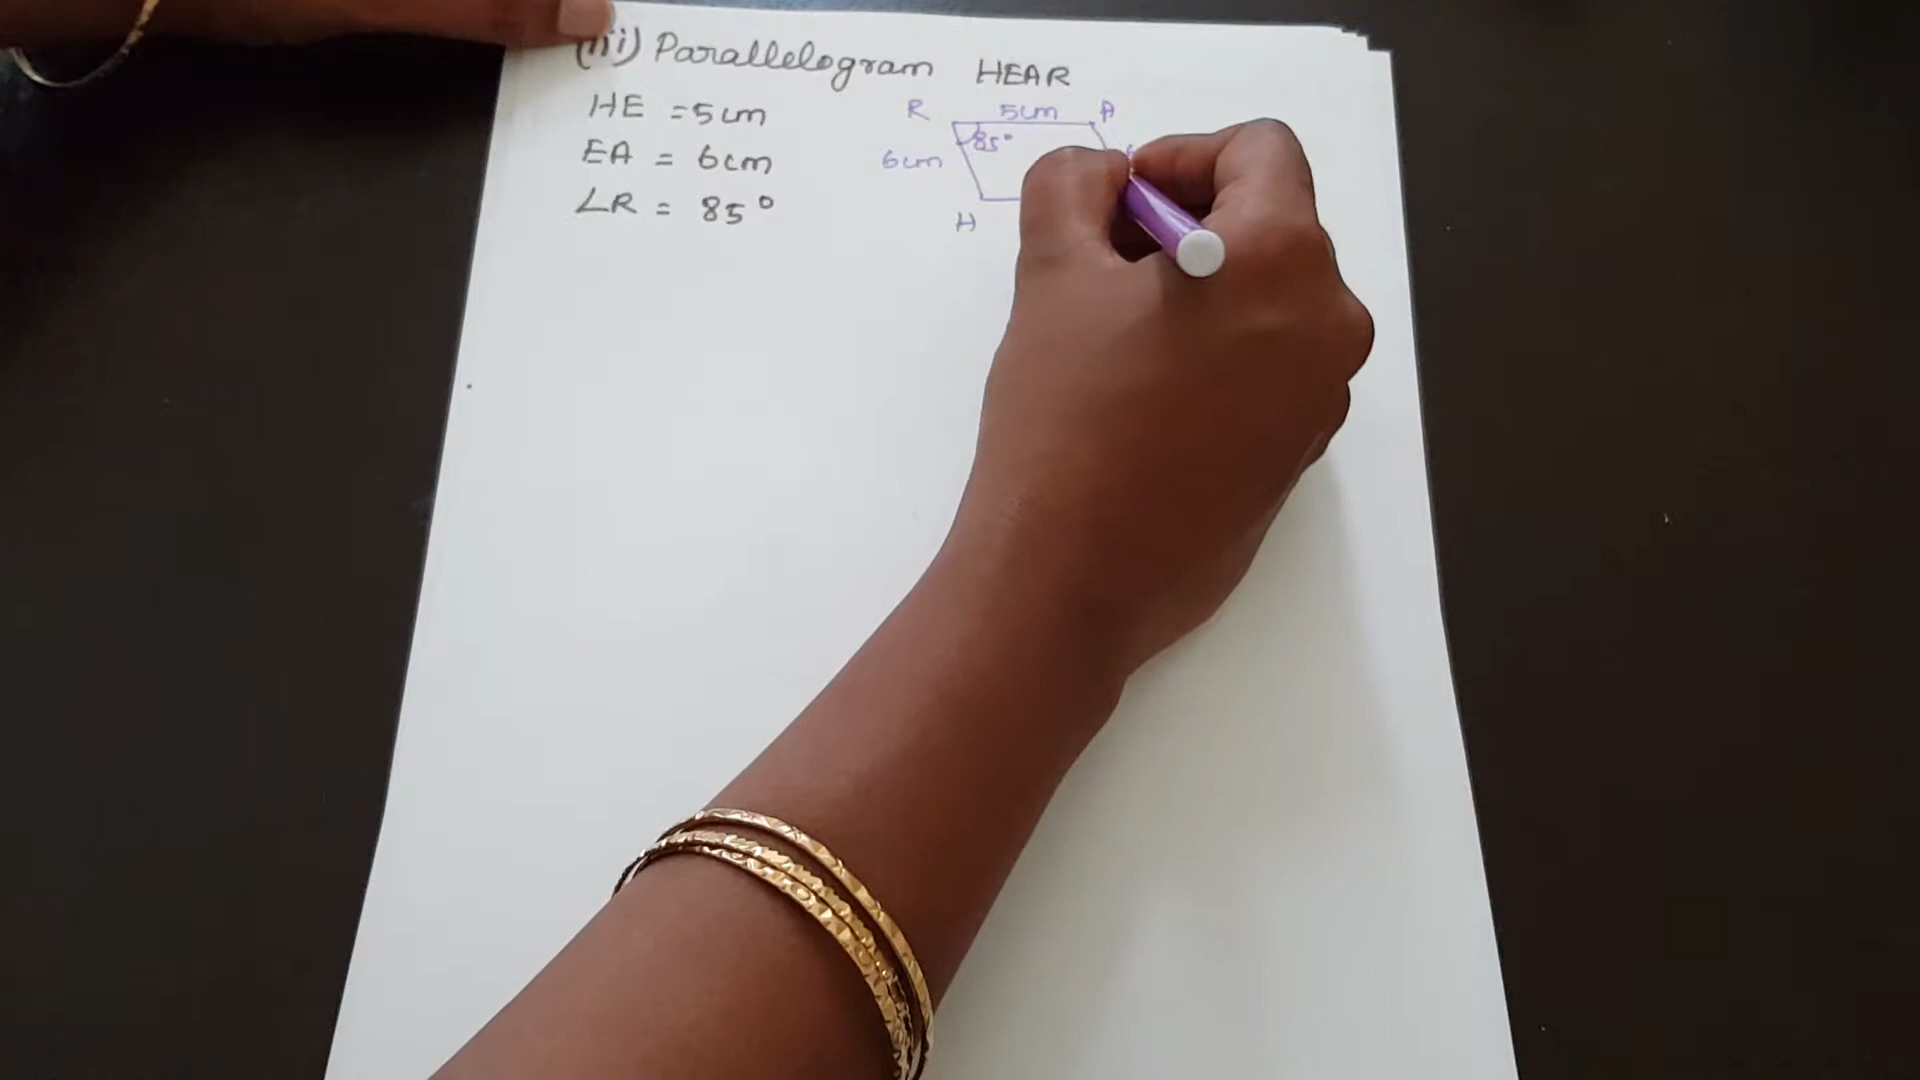 (iii) Parallelogram HEAR
HE = 5cm
EA = 6cm
∠R = 85°
R 5cm A
85°
6cm
H